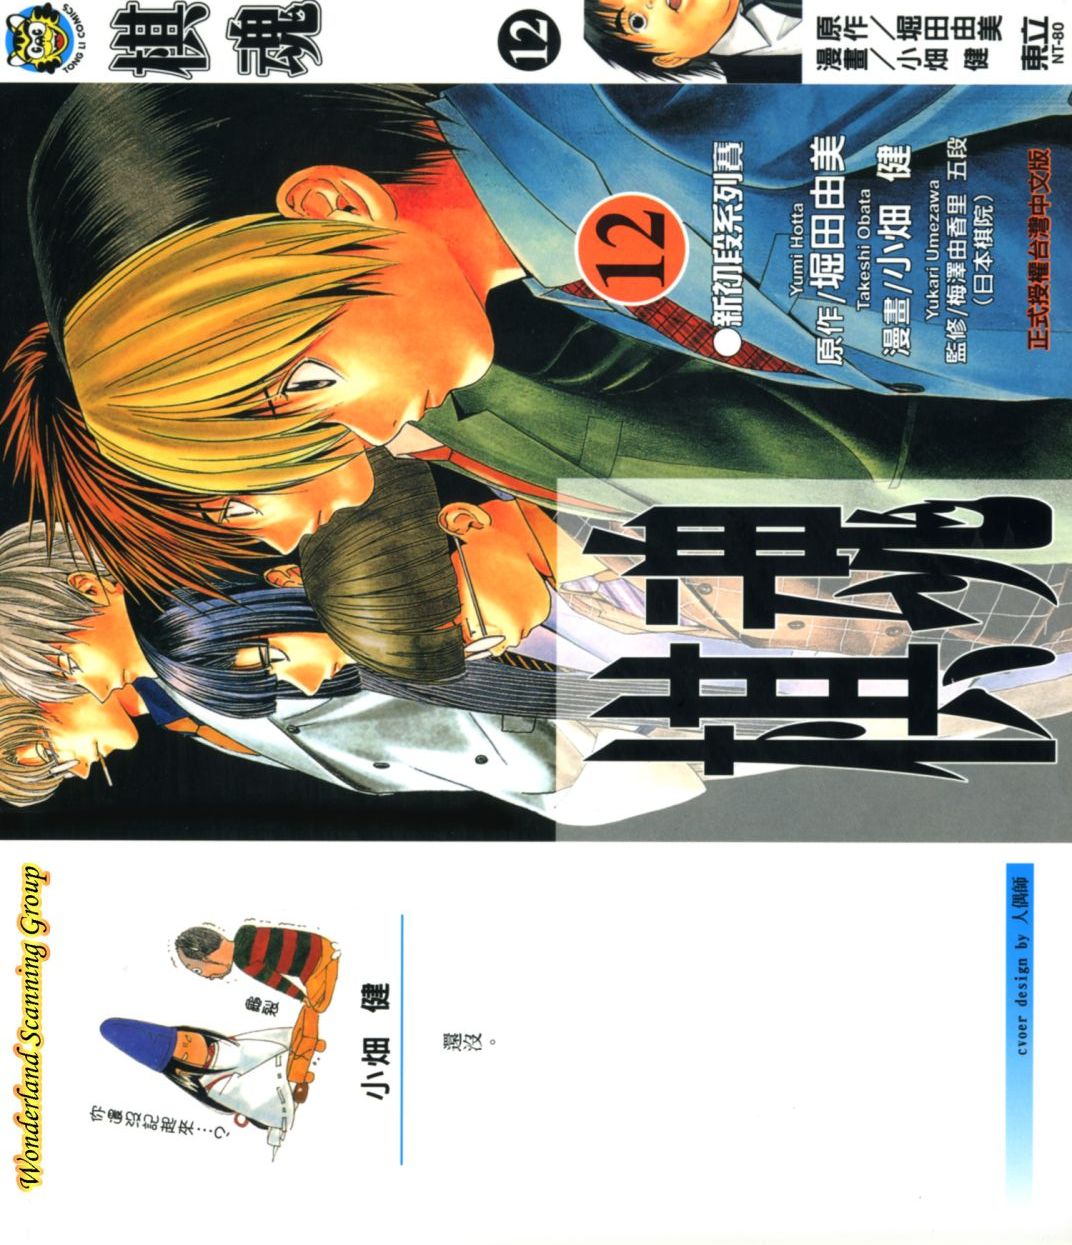 TONG LI COMICS
棋魂
12
原作／堀田由美
漫畫／小畑 健
東立
NT-80
12
●新初段系列賽
Yumi Hotta
原作/堀田由美
Takeshi Obata
漫畫/小畑 健
Yukari Umezawa
監修/梅澤由香里 五段
（日本棋院）
正式授權台灣中文版
棋魂
Wonderland Scanning Group
龜裂
你還沒記起來…?
小畑 健
還沒。
cvoer design by 人偶師